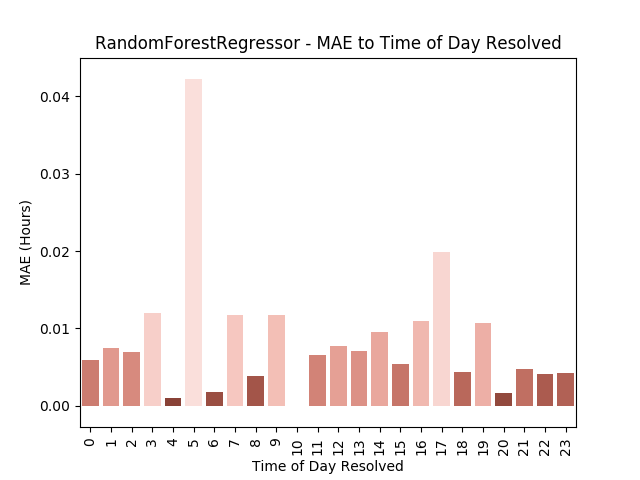 RandomForestRegressor - MAE to Time of Day Resolved
0.04
0.03
0.02
0.01
0.00
MAE (Hours)
0 1 2 3 4 5 6 7 8 9 10 11 12 13 14 15 16 17 18 19 20 21 22 23
Time of Day Resolved